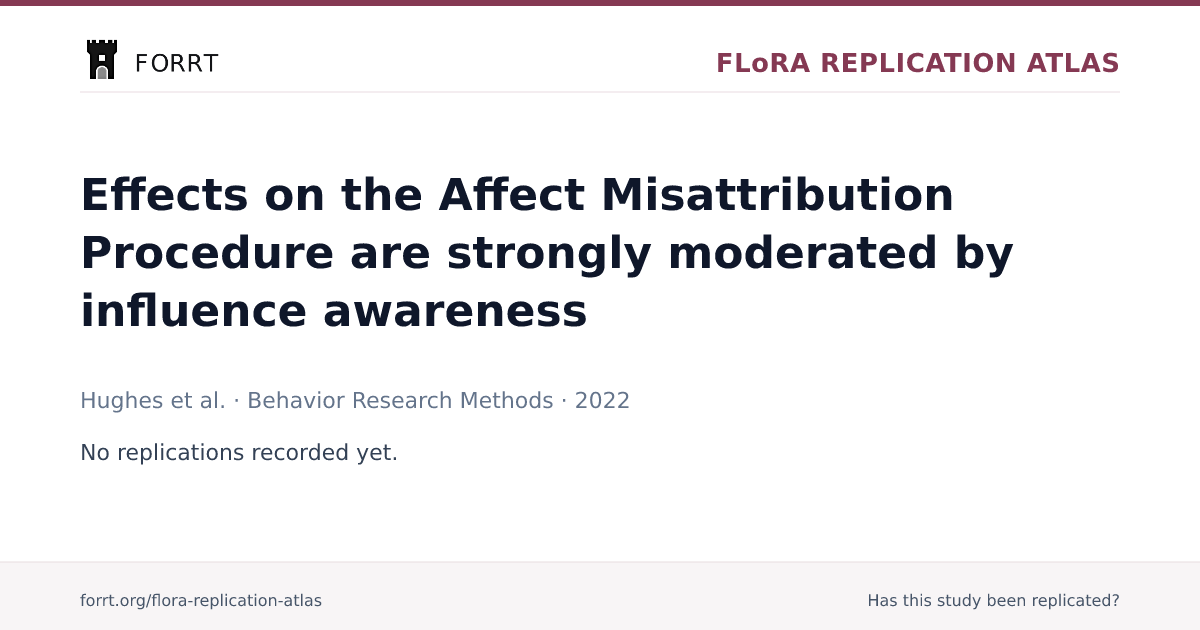 FORRT
FLoRA REPLICATION ATLAS
Effects on the Affect Misattribution
Procedure are strongly moderated by
influence awareness
Hughes et al. · Behavior Research Methods · 2022
No replications recorded yet.
forrt.org/flora-replication-atlas
Has this study been replicated?